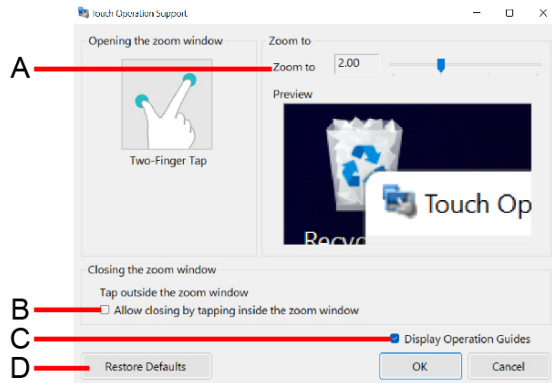 Touch Operation Support
Opening the zoom window
Zoom to
A
Zoom to
2.00
Preview
Two-Finger Tap
Touch Op
Recyc
Closing the zoom window
Tap outside the zoom window
B
Allow closing by tapping inside the zoom window
C
Display Operation Guides
D
Restore Defaults
OK
Cancel